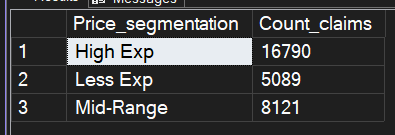 Results Messages
Price_segmentation Count_claims
1 High Exp 16790
2 Less Exp 5089
3 Mid-Range 8121